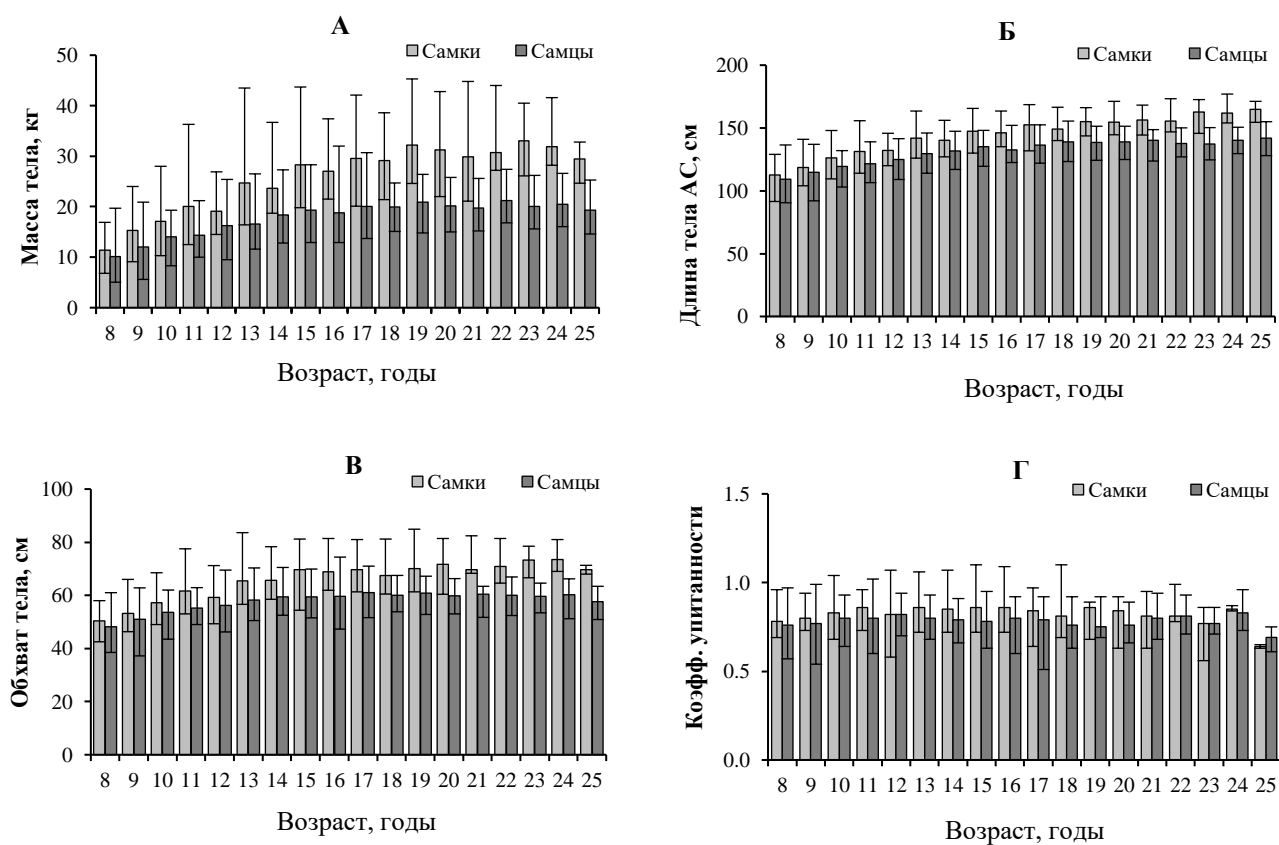 А
Самки Самцы
Масса тела, кг
50
40
30
20
10
0
8 9 10 11 12 13 14 15 16 17 18 19 20 21 22 23 24 25
Возраст, годы
Б
Самки Самцы
Длина тела АС, см
200
150
100
50
0
8 9 10 11 12 13 14 15 16 17 18 19 20 21 22 23 24 25
Возраст, годы
В
Самки Самцы
Обхват тела, см
100
80
60
40
20
0
8 9 10 11 12 13 14 15 16 17 18 19 20 21 22 23 24 25
Возраст, годы
Г
Самки Самцы
Коэфф. упитанности
1.5
1.0
0.5
0.0
8 9 10 11 12 13 14 15 16 17 18 19 20 21 22 23 24 25
Возраст, годы